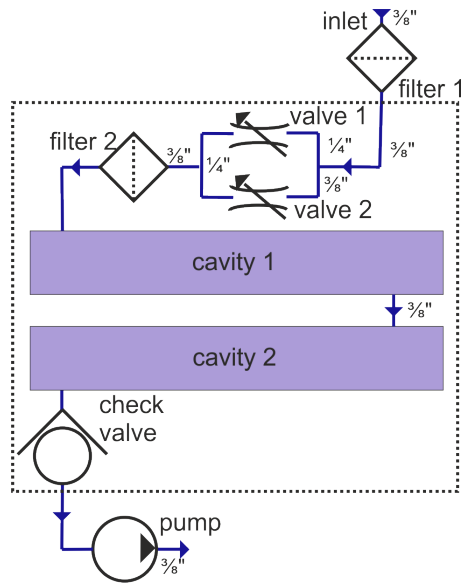 inlet
⅜"
filter 1
valve 1
filter 2
⅜"
¼"
¼"
⅜"
⅜"
valve 2
cavity 1
⅜"
cavity 2
check
valve
pump
⅜"